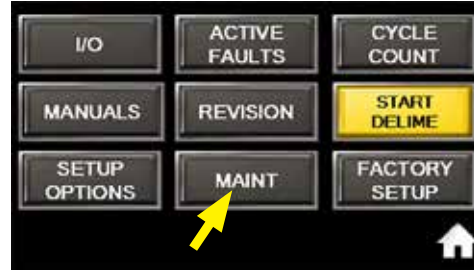 I/O
ACTIVE
FAULTS
CYCLE
COUNT
MANUALS
REVISION
START
DELIME
SETUP
OPTIONS
MAINT
FACTORY
SETUP